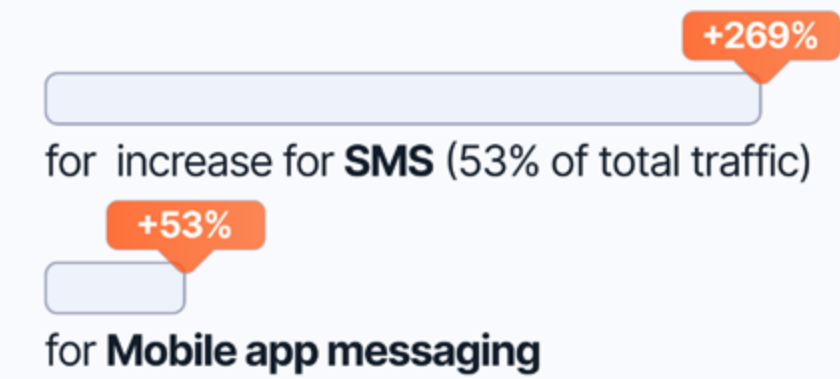 +269%
for increase for SMS (53% of total traffic)
+53%
for Mobile app messaging